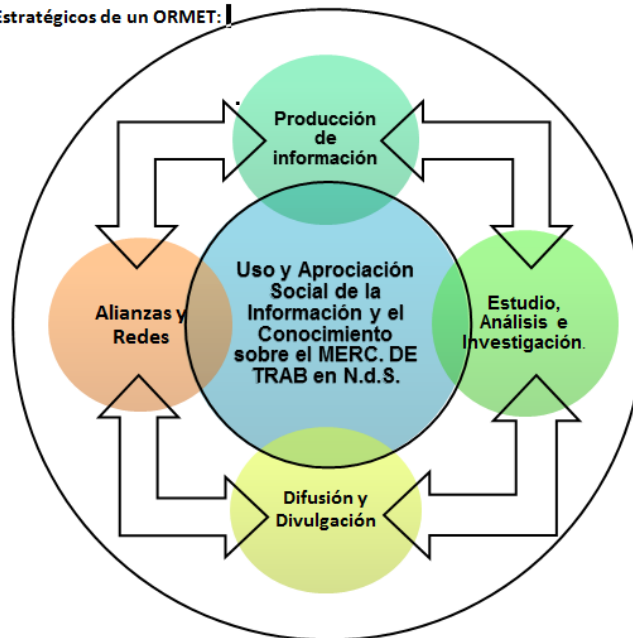 Estratégicos de un ORMET:
Producción
de
información
Alianzas y
Redes
Uso y Aprociación
Social de la
Información y el
Conocimiento
sobre el MERC. DE
TRAB en N.d.S.
Estudio,
Análisis e
Investigación.
Difusión y
Divulgación